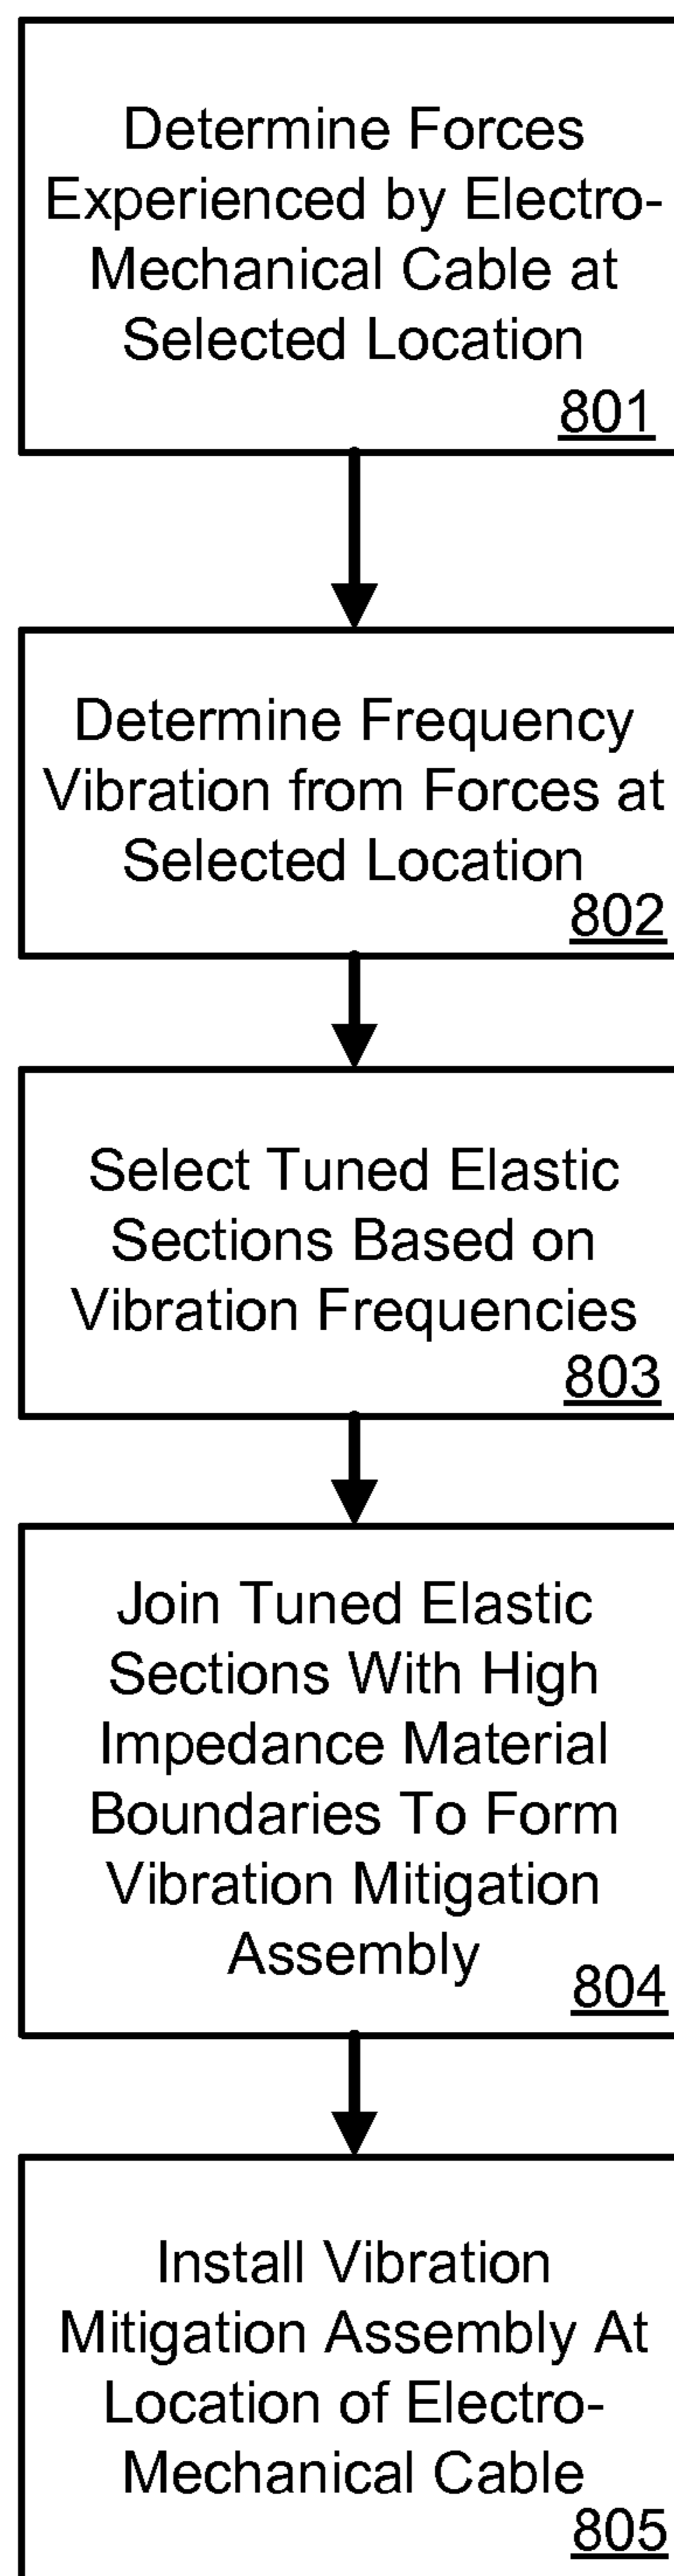 Determine Forces
Experienced by Electro-
Mechanical Cable at
Selected Location
801
Determine Frequency
Vibration from Forces at
Selected Location
802
Select Tuned Elastic
Sections Based on
Vibration Frequencies
803
Join Tuned Elastic
Sections With High
Impedance Material
Boundaries To Form
Vibration Mitigation
Assembly
804
Install Vibration
Mitigation Assembly At
Location of Electro-
Mechanical Cable
805